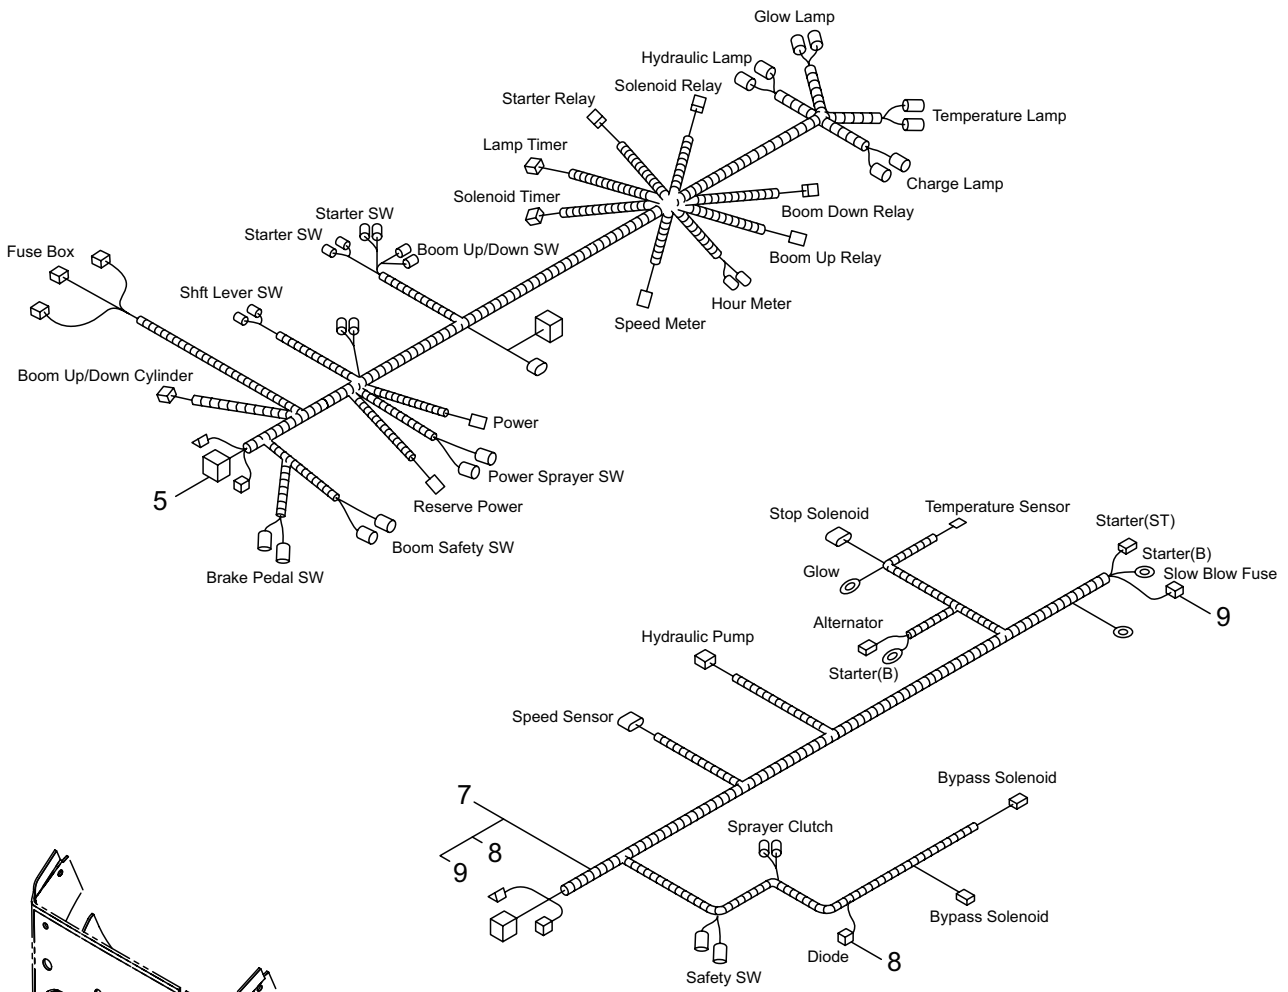 Glow Lamp
Hydraulic Lamp
Solenoid Relay
Starter Relay
Temperature Lamp
Lamp Timer
Charge Lamp
Solenoid Timer
Boom Down Relay
Starter SW
Starter SW
Boom Up/Down SW
Fuse Box
Boom Up Relay
Shft Lever SW
Hour Meter
Speed Meter
Boom Up/Down Cylinder
Power
Power Sprayer SW
5
Reserve Power
Boom Safety SW
Brake Pedal SW
Stop Solenoid
Temperature Sensor
Starter(ST)
Starter(B)
Glow
Slow Blow Fuse
9
Alternator
Hydraulic Pump
Starter(B)
Speed Sensor
7
Bypass Solenoid
Sprayer Clutch
8
9
Bypass Solenoid
Diode
8
Safety SW